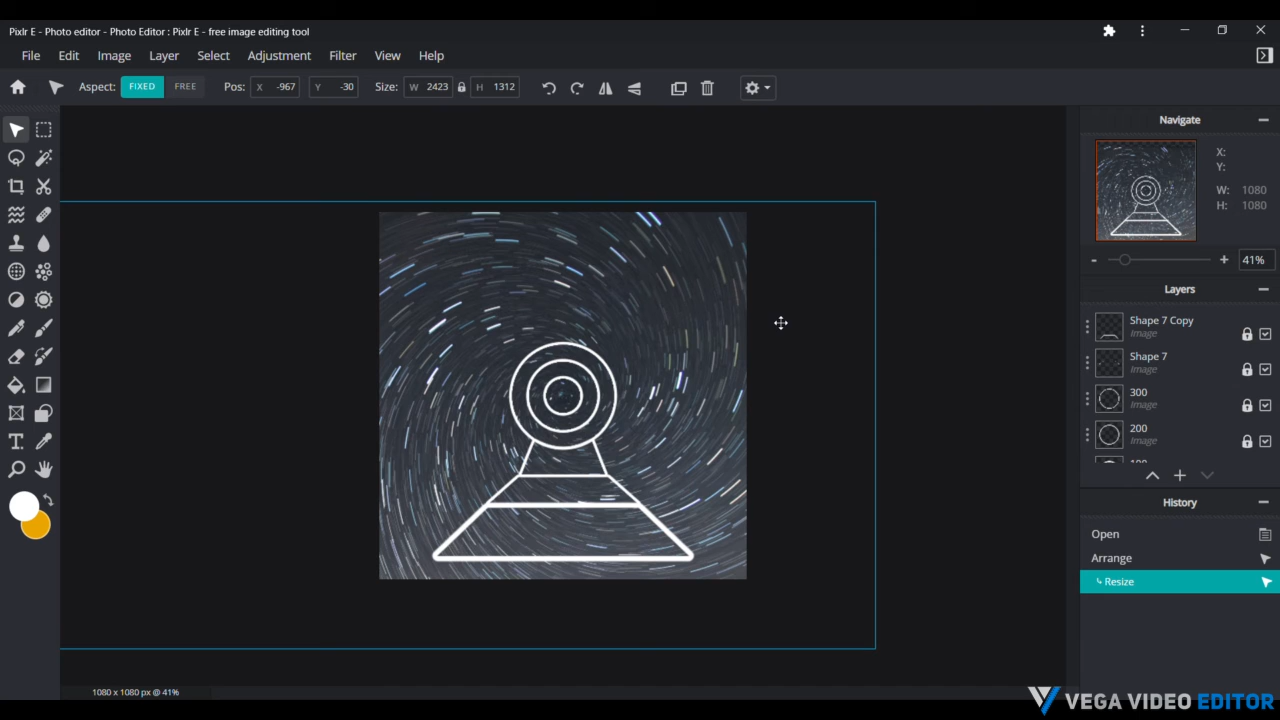 Pixlr E - Photo editor - Photo Editor : Pixlr E - free image editing tool
File Edit Image Layer Select Adjustment Filter View Help
Aspect: FIXED FREE Pos: X -967 Y -30 Size: W 2423 H 1312
Navigate
X:
Y:
W: 1080
H: 1080
- + 41%
Layers
Shape 7 Copy
Image
Shape 7
Image
300
Image
200
Image
History
Open
Arrange
Resize
1080 x 1080 px @ 41%
VEGA VIDEO EDITOR